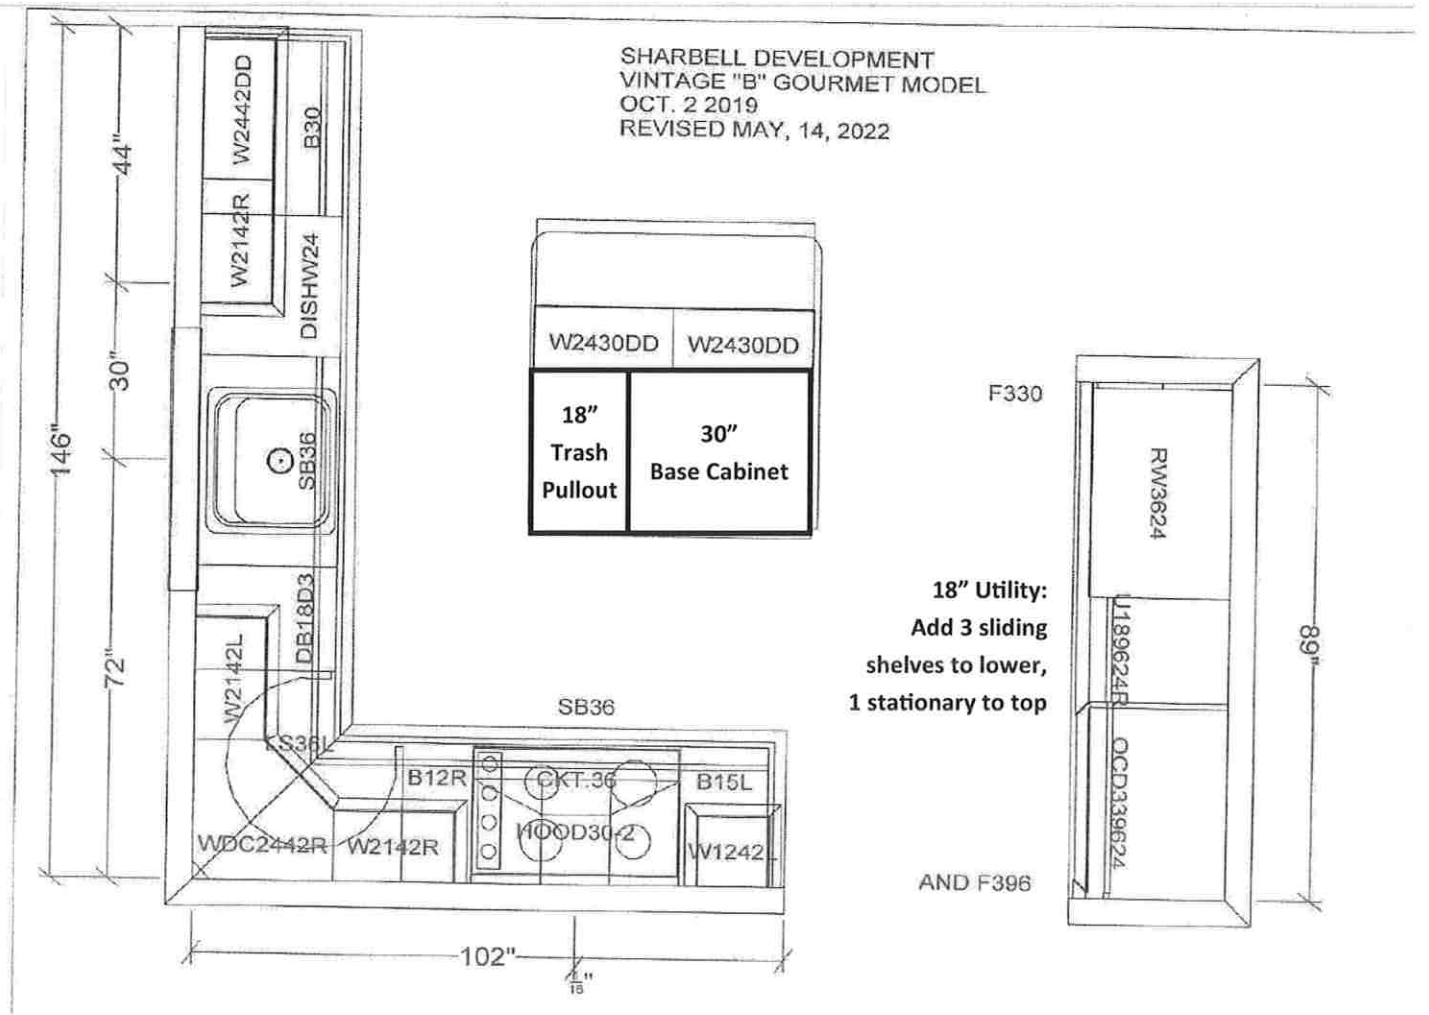 SHARBELL DEVELOPMENT
VINTAGE "B" GOURMET MODEL
OCT. 2 2019
REVISED MAY, 14, 2022
44"
30"
146"
72"
W2442DD
B30
W2142R
DISHW24
SB36
DB18D3
W2142L
LS36L
WDC2442R
W2142R
B12R
SB36
CKT.36
HOOD30-2
B15L
W1242L
102"
W2430DD
W2430DD
18”
Trash
Pullout
30”
Base Cabinet
F330
RW3624
18” Utility:
Add 3 sliding
shelves to lower,
1 stationary to top
U189624R
OCD339624
89"
AND F396